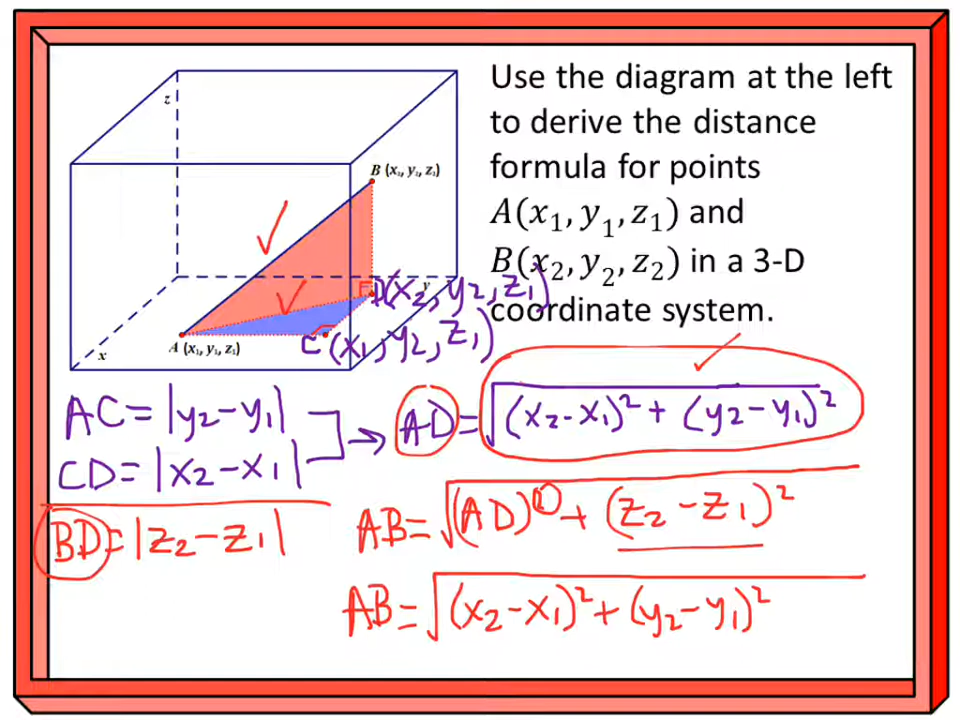 Use the diagram at the left
to derive the distance
formula for points
A(x₁, y₁, z₁) and
B(x₂, y₂, z₂) in a 3-D
coordinate system.
z
B (x₂, y₂, z₂)
y
D(x₂, y₂, z₁)
C (x₁, y₂, z₁)
A (x₁, y₁, z₁)
x
AC = |y₂ - y₁|
CD = |x₂ - x₁|
→ AD = √((x₂ - x₁)² + (y₂ - y₁)²)
BD = |z₂ - z₁|
AB = √((AD)² + (z₂ - z₁)²
AB = √((x₂ - x₁)² + (y₂ - y₁)²